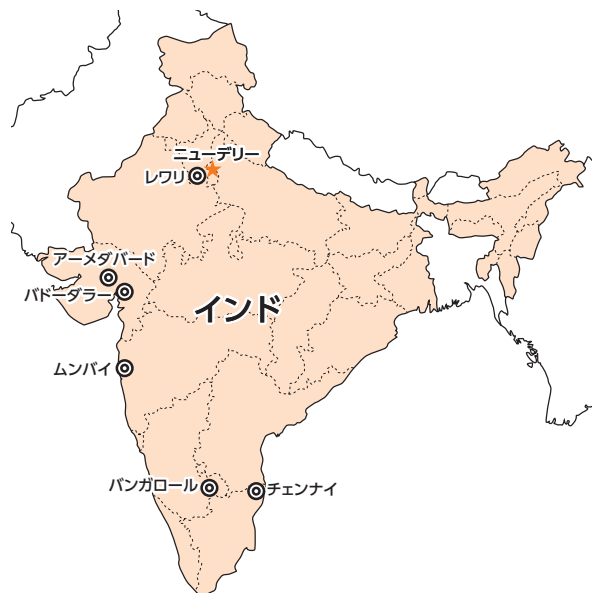 ニューデリー
レワリ
アーメダバード
バドーダラー
インド
ムンバイ
バンガロール
チェンナイ